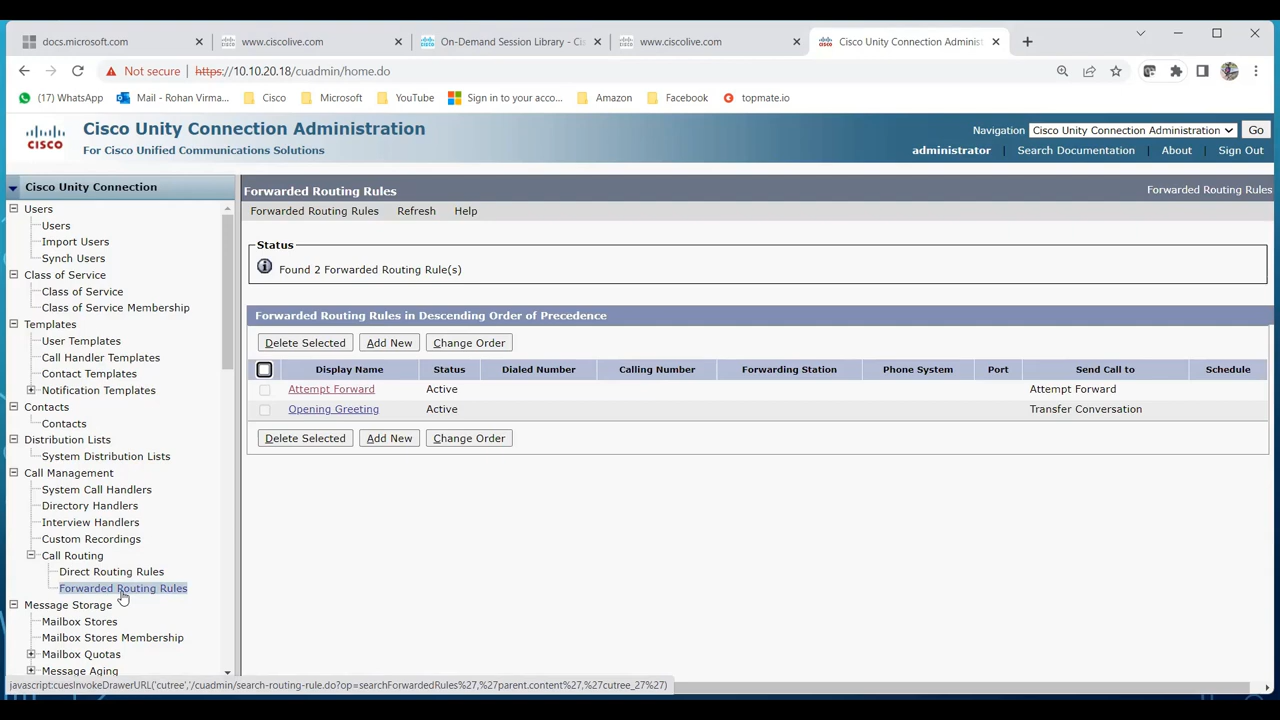 docs.microsoft.com
www.ciscolive.com
On-Demand Session Library - Cis
www.ciscolive.com
Cisco Unity Connection Administ
Not secure
https://10.10.20.18/cuadmin/home.do
(17) WhatsApp
Mail - Rohan Virma...
Cisco
Microsoft
YouTube
Sign in to your acco...
Amazon
Facebook
topmate.io
CISCO
Cisco Unity Connection Administration
For Cisco Unified Communications Solutions
Navigation
Cisco Unity Connection Administration
Go
administrator
Search Documentation
About
Sign Out
Cisco Unity Connection
Users
Users
Import Users
Synch Users
Class of Service
Class of Service
Class of Service Membership
Templates
User Templates
Call Handler Templates
Contact Templates
Notification Templates
Contacts
Contacts
Distribution Lists
System Distribution Lists
Call Management
System Call Handlers
Directory Handlers
Interview Handlers
Custom Recordings
Call Routing
Direct Routing Rules
Forwarded Routing Rules
Message Storage
Mailbox Stores
Mailbox Stores Membership
Mailbox Quotas
Message Aging
Forwarded Routing Rules
Forwarded Routing Rules
Forwarded Routing Rules
Refresh
Help
Status
Found 2 Forwarded Routing Rule(s)
Forwarded Routing Rules in Descending Order of Precedence
Delete Selected
Add New
Change Order
Display Name
Status
Dialed Number
Calling Number
Forwarding Station
Phone System
Port
Send Call to
Schedule
Attempt Forward
Active
Attempt Forward
Opening Greeting
Active
Transfer Conversation
Delete Selected
Add New
Change Order
javascript:cuesInvokeDrawerURL('cutree','/cuadmin/search-routing-rule.do?op=searchForwardedRules%27,%27parent.content%27,%27cutree_27%27)